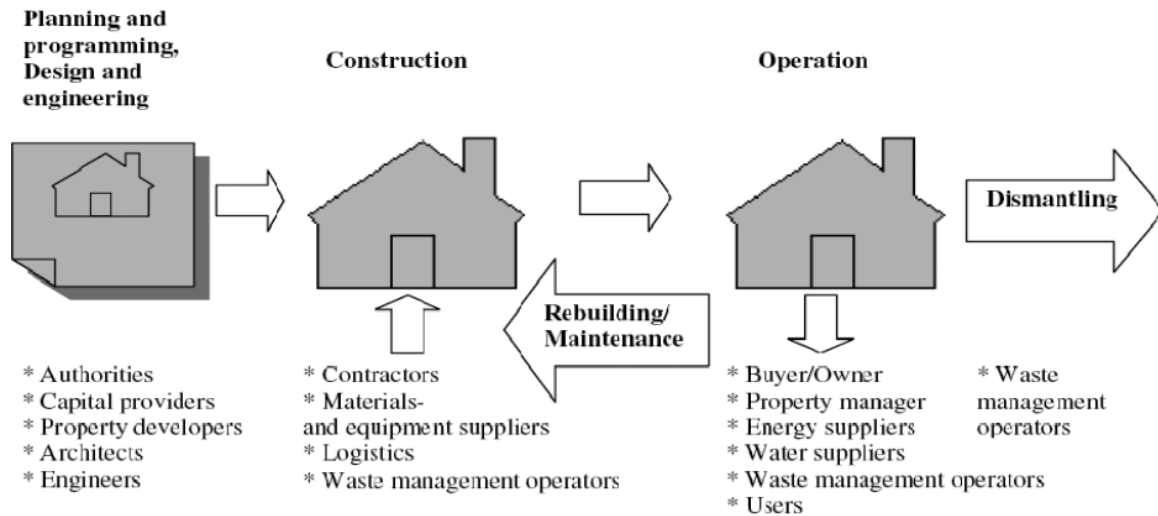 Planning and
programming,
Design and
engineering
Construction
Operation
Dismantling
Rebuilding/
Maintenance
* Authorities
* Capital providers
* Property developers
* Architects
* Engineers
* Contractors
* Materials-
and equipment suppliers
* Logistics
* Waste management operators
* Buyer/Owner
* Property manager
* Energy suppliers
* Water suppliers
* Waste management operators
* Users
* Waste
management
operators